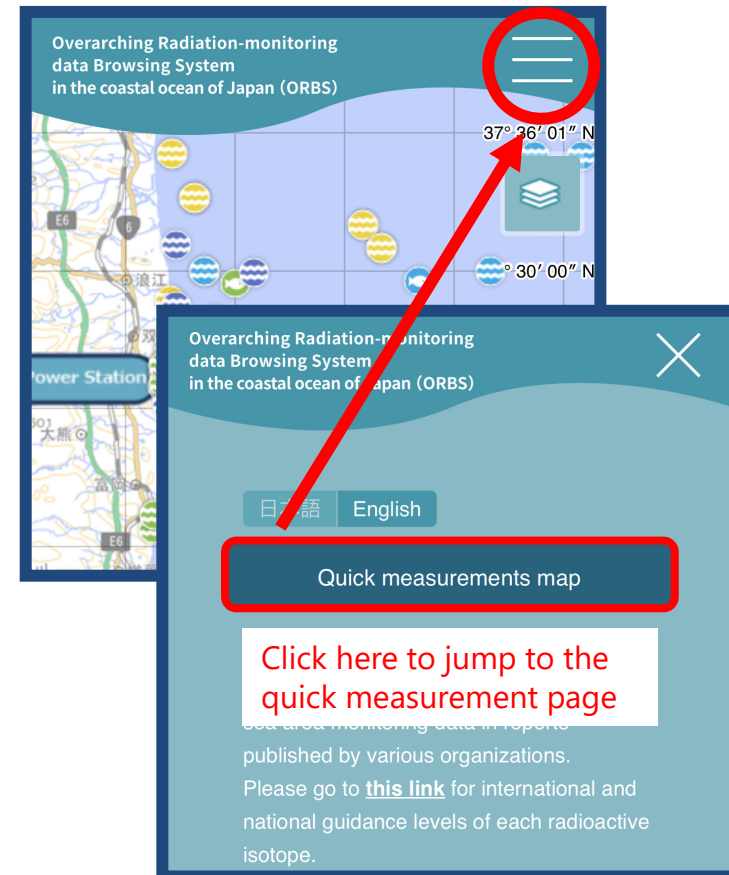 Overarching Radiation-monitoring
data Browsing System
in the coastal ocean of Japan (ORBS)
37° 36′ 01″ N
E6
6
浪江
° 30′ 00″ N
双
Power Station
大熊
富岡
E6
Overarching Radiation-monitoring
data Browsing System
in the coastal ocean of Japan (ORBS)
日本語 English
Quick measurements map
Click here to jump to the
quick measurement page
sea area monitoring data in reports
published by various organizations.
Please go to this link for international and
national guidance levels of each radioactive
isotope.